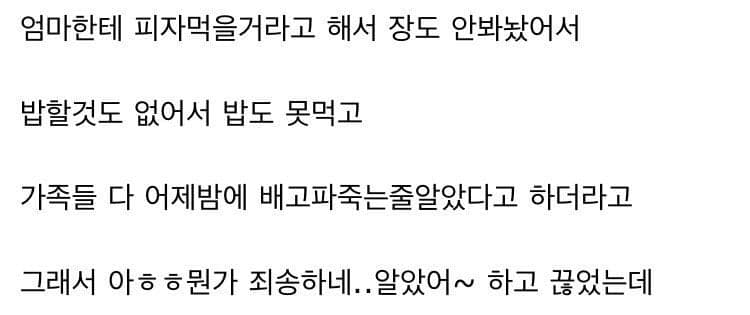 엄마한테 피자먹을거라고 해서 장도 안봐놨어서
밥할것도 없어서 밥도 못먹고
가족들 다 어제밤에 배고파죽는줄알았다고 하더라고
그래서 아ㅎㅎ뭔가 죄송하네..알았어~ 하고 끊었는데